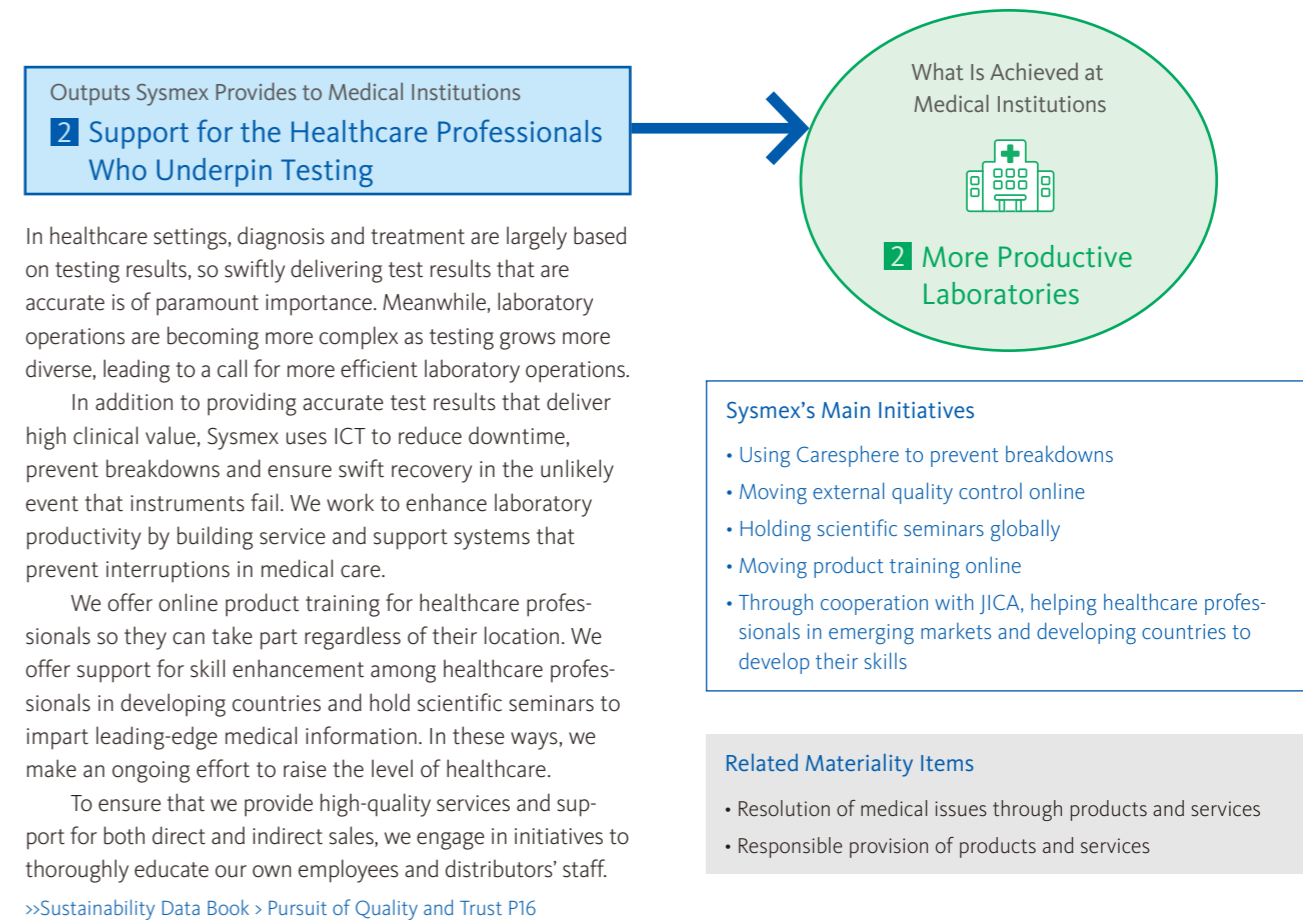 Outputs Sysmex Provides to Medical Institutions
2 Support for the Healthcare Professionals
Who Underpin Testing
What Is Achieved at
Medical Institutions
2 More Productive
Laboratories
In healthcare settings, diagnosis and treatment are largely based
on testing results, so swiftly delivering test results that are
accurate is of paramount importance. Meanwhile, laboratory
operations are becoming more complex as testing grows more
diverse, leading to a call for more efficient laboratory operations.
In addition to providing accurate test results that deliver
high clinical value, Sysmex uses ICT to reduce downtime,
prevent breakdowns and ensure swift recovery in the unlikely
event that instruments fail. We work to enhance laboratory
productivity by building service and support systems that
prevent interruptions in medical care.
We offer online product training for healthcare profes-
sionals so they can take part regardless of their location. We
offer support for skill enhancement among healthcare profes-
sionals in developing countries and hold scientific seminars to
impart leading-edge medical information. In these ways, we
make an ongoing effort to raise the level of healthcare.
To ensure that we provide high-quality services and sup-
port for both direct and indirect sales, we engage in initiatives to
thoroughly educate our own employees and distributors’ staff.
>>Sustainability Data Book > Pursuit of Quality and Trust P16
Sysmex’s Main Initiatives
• Using Caresphere to prevent breakdowns
• Moving external quality control online
• Holding scientific seminars globally
• Moving product training online
• Through cooperation with JICA, helping healthcare profes-
sionals in emerging markets and developing countries to
develop their skills
Related Materiality Items
• Resolution of medical issues through products and services
• Responsible provision of products and services